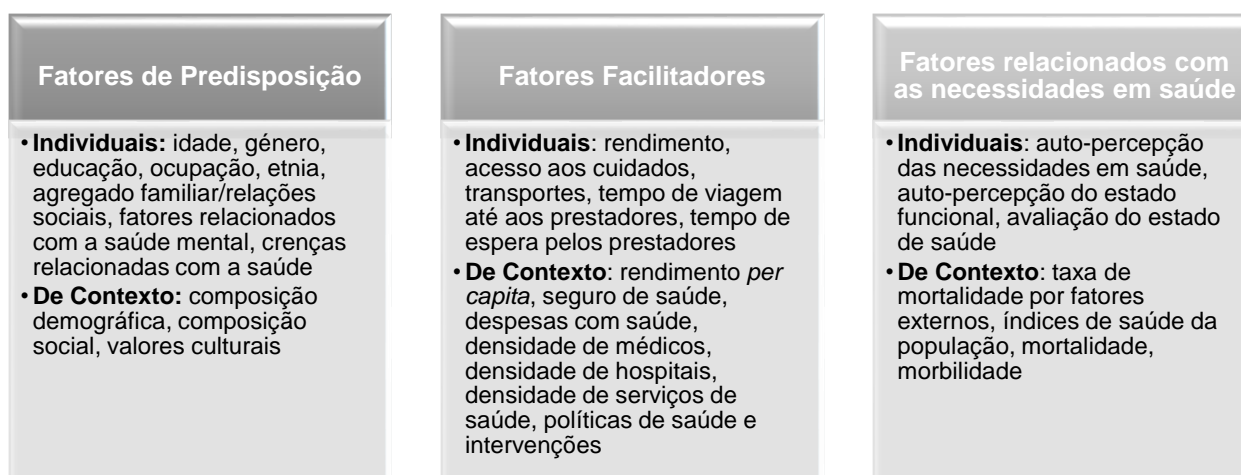 Fatores de Predisposição
• Individuais: idade, género,
educação, ocupação, etnia,
agregado familiar/relações
sociais, fatores relacionados
com a saúde mental, crenças
relacionadas com a saúde
• De Contexto: composição
demográfica, composição
social, valores culturais
Fatores Facilitadores
• Individuais: rendimento,
acesso aos cuidados,
transportes, tempo de viagem
até aos prestadores, tempo de
espera pelos prestadores
• De Contexto: rendimento per
capita, seguro de saúde,
despesas com saúde,
densidade de médicos,
densidade de hospitais,
densidade de serviços de
saúde, políticas de saúde e
intervenções
Fatores relacionados com
as necessidades em saúde
• Individuais: auto-percepção
das necessidades em saúde,
auto-percepção do estado
funcional, avaliação do estado
de saúde
• De Contexto: taxa de
mortalidade por fatores
externos, índices de saúde da
população, mortalidade,
morbilidade